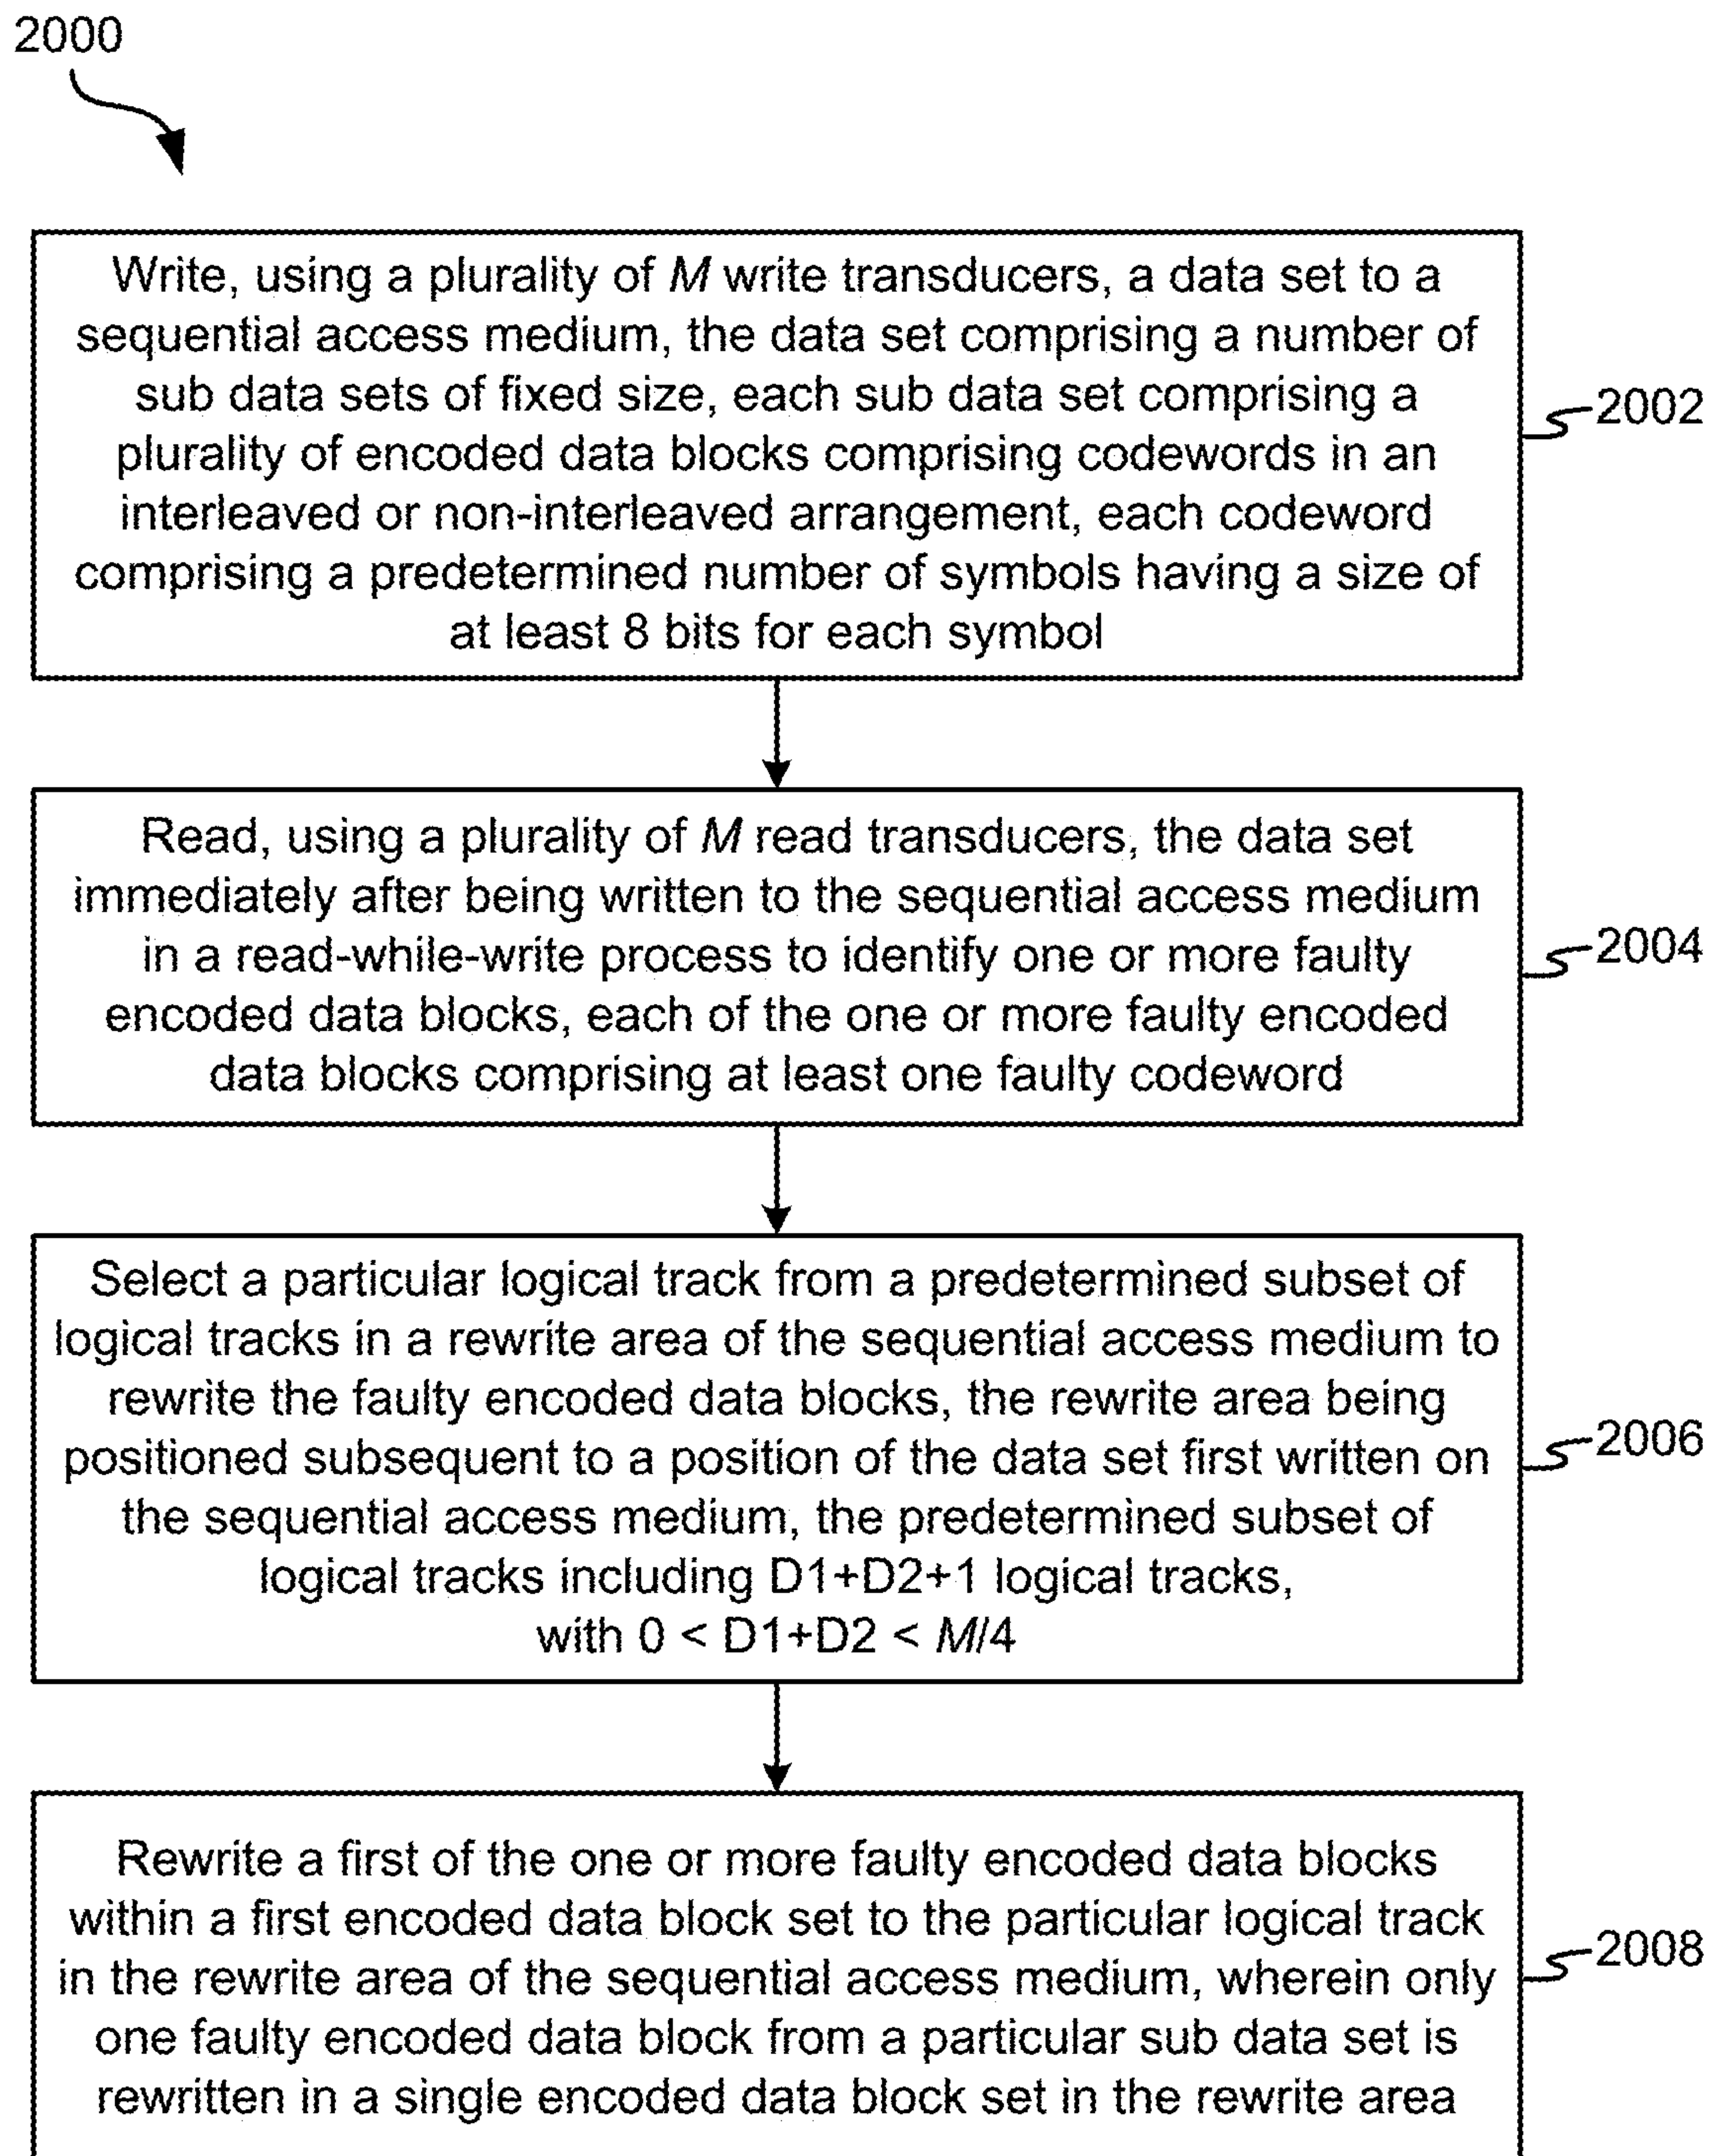 2000
Write, using a plurality of M write transducers, a data set to a
sequential access medium, the data set comprising a number of
sub data sets of fixed size, each sub data set comprising a
plurality of encoded data blocks comprising codewords in an
interleaved or non-interleaved arrangement, each codeword
comprising a predetermined number of symbols having a size of
at least 8 bits for each symbol
2002
Read, using a plurality of M read transducers, the data set
immediately after being written to the sequential access medium
in a read-while-write process to identify one or more faulty
encoded data blocks, each of the one or more faulty encoded
data blocks comprising at least one faulty codeword
2004
Select a particular logical track from a predetermined subset of
logical tracks in a rewrite area of the sequential access medium to
rewrite the faulty encoded data blocks, the rewrite area being
positioned subsequent to a position of the data set first written on
the sequential access medium, the predetermined subset of
logical tracks including D1+D2+1 logical tracks,
with 0 < D1+D2 < M/4
2006
Rewrite a first of the one or more faulty encoded data blocks
within a first encoded data block set to the particular logical track
in the rewrite area of the sequential access medium, wherein only
one faulty encoded data block from a particular sub data set is
rewritten in a single encoded data block set in the rewrite area
2008